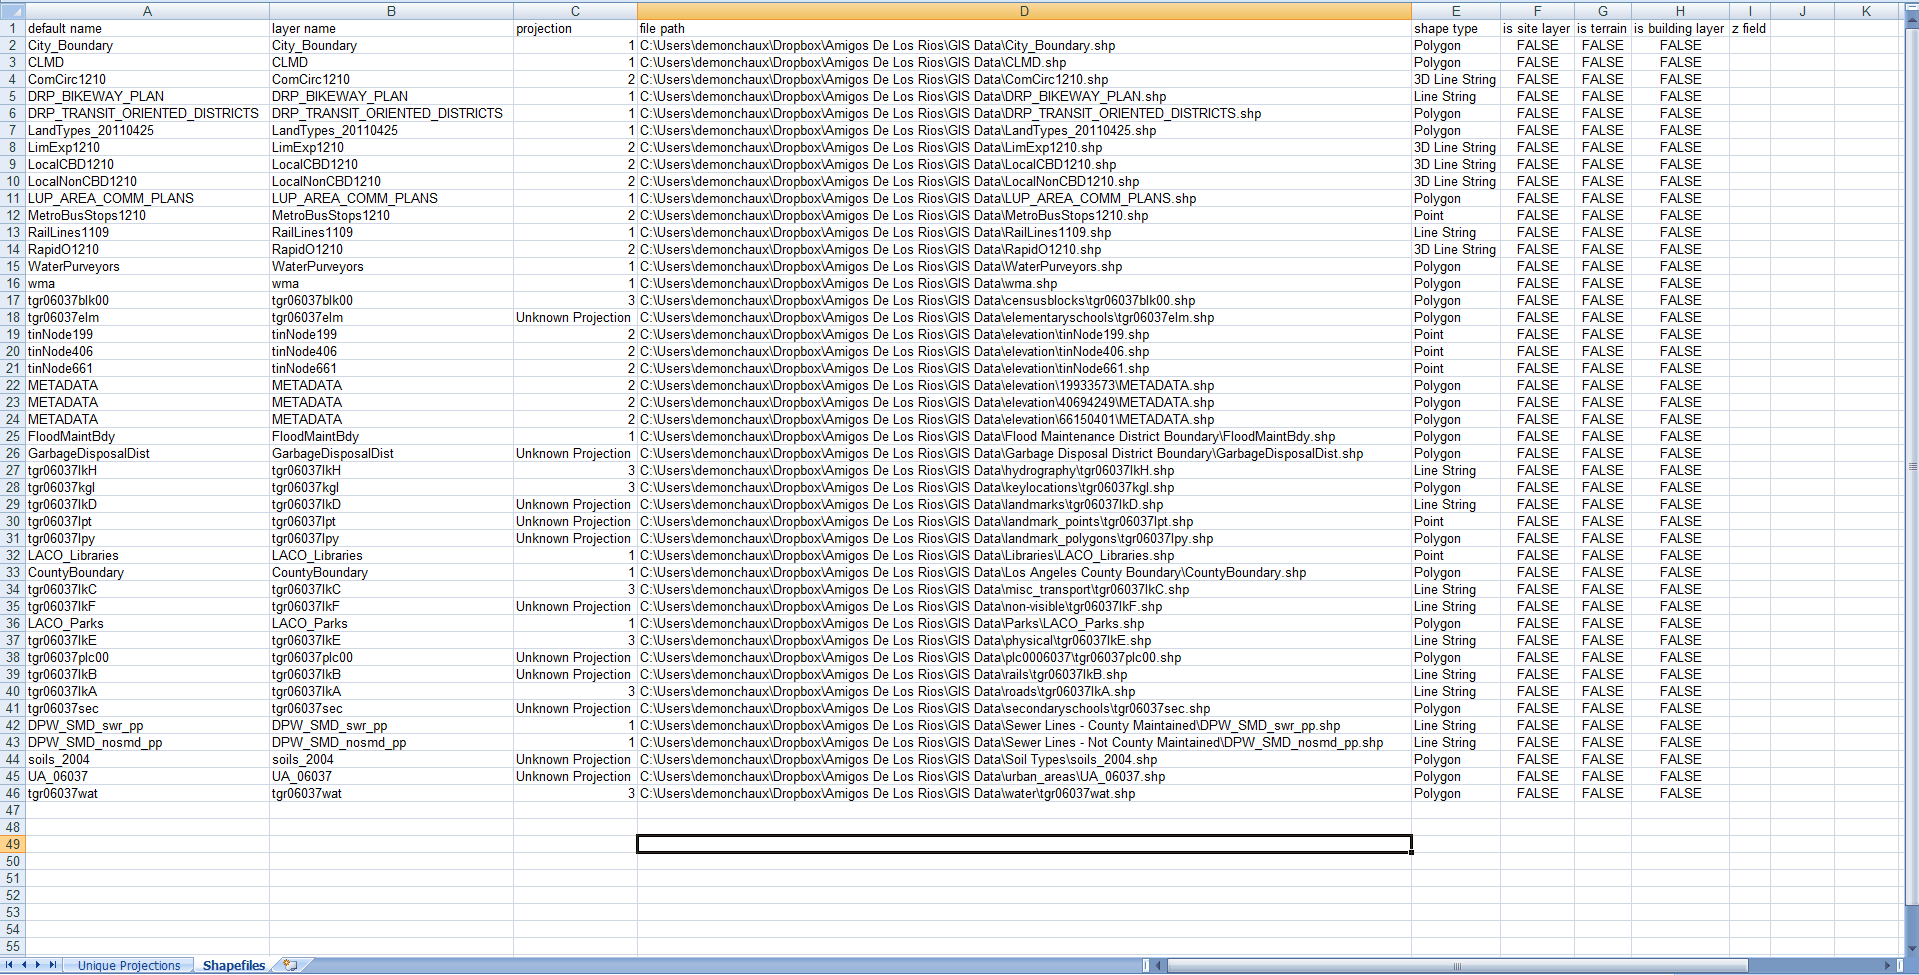 A B C D E F G H I J K
1 default name layer name projection file path shape type is site layer is terrain is building layer z field
2 City_Boundary City_Boundary 1 C:\Users\demonchaux\Dropbox\Amigos De Los Rios\GIS Data\City_Boundary.shp Polygon FALSE FALSE FALSE
3 CLMD CLMD 1 C:\Users\demonchaux\Dropbox\Amigos De Los Rios\GIS Data\CLMD.shp Polygon FALSE FALSE FALSE
4 ComCirc1210 ComCirc1210 2 C:\Users\demonchaux\Dropbox\Amigos De Los Rios\GIS Data\ComCirc1210.shp 3D Line String FALSE FALSE FALSE
5 DRP_BIKEWAY_PLAN DRP_BIKEWAY_PLAN 1 C:\Users\demonchaux\Dropbox\Amigos De Los Rios\GIS Data\DRP_BIKEWAY_PLAN.shp Line String FALSE FALSE FALSE
6 DRP_TRANSIT_ORIENTED_DISTRICTS DRP_TRANSIT_ORIENTED_DISTRICTS 1 C:\Users\demonchaux\Dropbox\Amigos De Los Rios\GIS Data\DRP_TRANSIT_ORIENTED_DISTRICTS.shp Polygon FALSE FALSE FALSE
7 LandTypes_20110425 LandTypes_20110425 1 C:\Users\demonchaux\Dropbox\Amigos De Los Rios\GIS Data\LandTypes_20110425.shp Polygon FALSE FALSE FALSE
8 LimExp1210 LimExp1210 2 C:\Users\demonchaux\Dropbox\Amigos De Los Rios\GIS Data\LimExp1210.shp 3D Line String FALSE FALSE FALSE
9 LocalCBD1210 LocalCBD1210 2 C:\Users\demonchaux\Dropbox\Amigos De Los Rios\GIS Data\LocalCBD1210.shp 3D Line String FALSE FALSE FALSE
10 LocalNonCBD1210 LocalNonCBD1210 2 C:\Users\demonchaux\Dropbox\Amigos De Los Rios\GIS Data\LocalNonCBD1210.shp 3D Line String FALSE FALSE FALSE
11 LUP_AREA_COMM_PLANS LUP_AREA_COMM_PLANS 1 C:\Users\demonchaux\Dropbox\Amigos De Los Rios\GIS Data\LUP_AREA_COMM_PLANS.shp Polygon FALSE FALSE FALSE
12 MetroBusStops1210 MetroBusStops1210 2 C:\Users\demonchaux\Dropbox\Amigos De Los Rios\GIS Data\MetroBusStops1210.shp Point FALSE FALSE FALSE
13 RailLines1109 RailLines1109 1 C:\Users\demonchaux\Dropbox\Amigos De Los Rios\GIS Data\RailLines1109.shp Line String FALSE FALSE FALSE
14 RapidO1210 RapidO1210 2 C:\Users\demonchaux\Dropbox\Amigos De Los Rios\GIS Data\RapidO1210.shp 3D Line String FALSE FALSE FALSE
15 WaterPurveyors WaterPurveyors 1 C:\Users\demonchaux\Dropbox\Amigos De Los Rios\GIS Data\WaterPurveyors.shp Polygon FALSE FALSE FALSE
16 wma wma 1 C:\Users\demonchaux\Dropbox\Amigos De Los Rios\GIS Data\wma.shp Polygon FALSE FALSE FALSE
17 tgr06037blk00 tgr06037blk00 3 C:\Users\demonchaux\Dropbox\Amigos De Los Rios\GIS Data\censusblocks\tgr06037blk00.shp Polygon FALSE FALSE FALSE
18 tgr06037elm tgr06037elm Unknown Projection C:\Users\demonchaux\Dropbox\Amigos De Los Rios\GIS Data\elementaryschools\tgr06037elm.shp Polygon FALSE FALSE FALSE
19 tinNode199 tinNode199 2 C:\Users\demonchaux\Dropbox\Amigos De Los Rios\GIS Data\elevation\tinNode199.shp Point FALSE FALSE FALSE
20 tinNode406 tinNode406 2 C:\Users\demonchaux\Dropbox\Amigos De Los Rios\GIS Data\elevation\tinNode406.shp Point FALSE FALSE FALSE
21 tinNode661 tinNode661 2 C:\Users\demonchaux\Dropbox\Amigos De Los Rios\GIS Data\elevation\tinNode661.shp Point FALSE FALSE FALSE
22 METADATA METADATA 2 C:\Users\demonchaux\Dropbox\Amigos De Los Rios\GIS Data\elevation\19933573\METADATA.shp Polygon FALSE FALSE FALSE
23 METADATA METADATA 2 C:\Users\demonchaux\Dropbox\Amigos De Los Rios\GIS Data\elevation\40694249\METADATA.shp Polygon FALSE FALSE FALSE
24 METADATA METADATA 2 C:\Users\demonchaux\Dropbox\Amigos De Los Rios\GIS Data\elevation\66150401\METADATA.shp Polygon FALSE FALSE FALSE
25 FloodMaintBdy FloodMaintBdy 1 C:\Users\demonchaux\Dropbox\Amigos De Los Rios\GIS Data\Flood Maintenance District Boundary\FloodMaintBdy.shp Polygon FALSE FALSE FALSE
26 GarbageDisposalDist GarbageDisposalDist Unknown Projection C:\Users\demonchaux\Dropbox\Amigos De Los Rios\GIS Data\Garbage Disposal District Boundary\GarbageDisposalDist.shp Polygon FALSE FALSE FALSE
27 tgr06037lkH tgr06037lkH 3 C:\Users\demonchaux\Dropbox\Amigos De Los Rios\GIS Data\hydrography\tgr06037lkH.shp Line String FALSE FALSE FALSE
28 tgr06037kgl tgr06037kgl 3 C:\Users\demonchaux\Dropbox\Amigos De Los Rios\GIS Data\keylocations\tgr06037kgl.shp Polygon FALSE FALSE FALSE
29 tgr06037lkD tgr06037lkD Unknown Projection C:\Users\demonchaux\Dropbox\Amigos De Los Rios\GIS Data\landmarks\tgr06037lkD.shp Line String FALSE FALSE FALSE
30 tgr06037lpt tgr06037lpt Unknown Projection C:\Users\demonchaux\Dropbox\Amigos De Los Rios\GIS Data\landmark_points\tgr06037lpt.shp Point FALSE FALSE FALSE
31 tgr06037lpy tgr06037lpy Unknown Projection C:\Users\demonchaux\Dropbox\Amigos De Los Rios\GIS Data\landmark_polygons\tgr06037lpy.shp Polygon FALSE FALSE FALSE
32 LACO_Libraries LACO_Libraries 1 C:\Users\demonchaux\Dropbox\Amigos De Los Rios\GIS Data\Libraries\LACO_Libraries.shp Point FALSE FALSE FALSE
33 CountyBoundary CountyBoundary 1 C:\Users\demonchaux\Dropbox\Amigos De Los Rios\GIS Data\Los Angeles County Boundary\CountyBoundary.shp Polygon FALSE FALSE FALSE
34 tgr06037lkC tgr06037lkC 3 C:\Users\demonchaux\Dropbox\Amigos De Los Rios\GIS Data\misc_transport\tgr06037lkC.shp Line String FALSE FALSE FALSE
35 tgr06037lkF tgr06037lkF Unknown Projection C:\Users\demonchaux\Dropbox\Amigos De Los Rios\GIS Data\non-visible\tgr06037lkF.shp Line String FALSE FALSE FALSE
36 LACO_Parks LACO_Parks 1 C:\Users\demonchaux\Dropbox\Amigos De Los Rios\GIS Data\Parks\LACO_Parks.shp Polygon FALSE FALSE FALSE
37 tgr06037lkE tgr06037lkE 3 C:\Users\demonchaux\Dropbox\Amigos De Los Rios\GIS Data\physical\tgr06037lkE.shp Line String FALSE FALSE FALSE
38 tgr06037plc00 tgr06037plc00 Unknown Projection C:\Users\demonchaux\Dropbox\Amigos De Los Rios\GIS Data\plc0006037\tgr06037plc00.shp Polygon FALSE FALSE FALSE
39 tgr06037lkB tgr06037lkB Unknown Projection C:\Users\demonchaux\Dropbox\Amigos De Los Rios\GIS Data\rails\tgr06037lkB.shp Line String FALSE FALSE FALSE
40 tgr06037lkA tgr06037lkA 3 C:\Users\demonchaux\Dropbox\Amigos De Los Rios\GIS Data\roads\tgr06037lkA.shp Line String FALSE FALSE FALSE
41 tgr06037sec tgr06037sec Unknown Projection C:\Users\demonchaux\Dropbox\Amigos De Los Rios\GIS Data\secondaryschools\tgr06037sec.shp Polygon FALSE FALSE FALSE
42 DPW_SMD_swr_pp DPW_SMD_swr_pp 1 C:\Users\demonchaux\Dropbox\Amigos De Los Rios\GIS Data\Sewer Lines - County Maintained\DPW_SMD_swr_pp.shp Line String FALSE FALSE FALSE
43 DPW_SMD_nosmd_pp DPW_SMD_nosmd_pp 1 C:\Users\demonchaux\Dropbox\Amigos De Los Rios\GIS Data\Sewer Lines - Not County Maintained\DPW_SMD_nosmd_pp.shp Line String FALSE FALSE FALSE
44 soils_2004 soils_2004 Unknown Projection C:\Users\demonchaux\Dropbox\Amigos De Los Rios\GIS Data\Soil Types\soils_2004.shp Polygon FALSE FALSE FALSE
45 UA_06037 UA_06037 Unknown Projection C:\Users\demonchaux\Dropbox\Amigos De Los Rios\GIS Data\urban_areas\UA_06037.shp Polygon FALSE FALSE FALSE
46 tgr06037wat tgr06037wat 3 C:\Users\demonchaux\Dropbox\Amigos De Los Rios\GIS Data\water\tgr06037wat.shp Polygon FALSE FALSE FALSE
47
48
49
50
51
52
53
54
55
Unique Projections Shapefiles